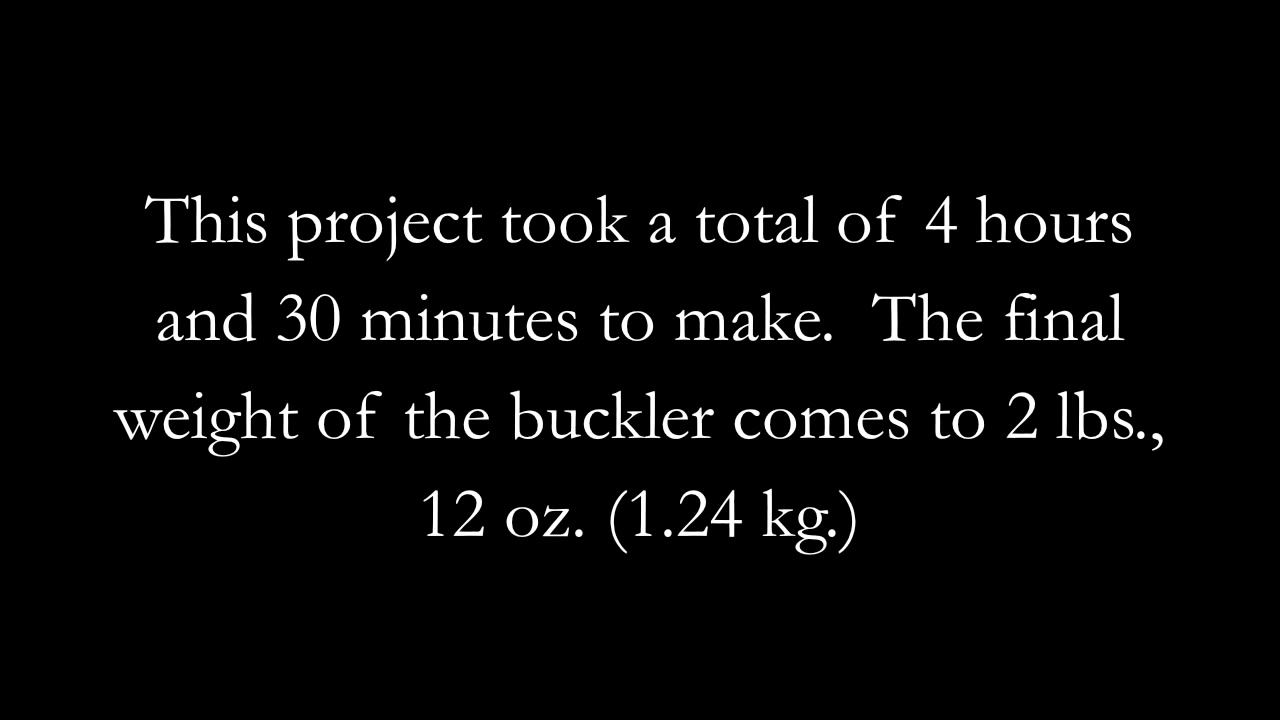 This project took a total of 4 hours
and 30 minutes to make.  The final
weight of the buckler comes to 2 lbs.,
12 oz. (1.24 kg.)